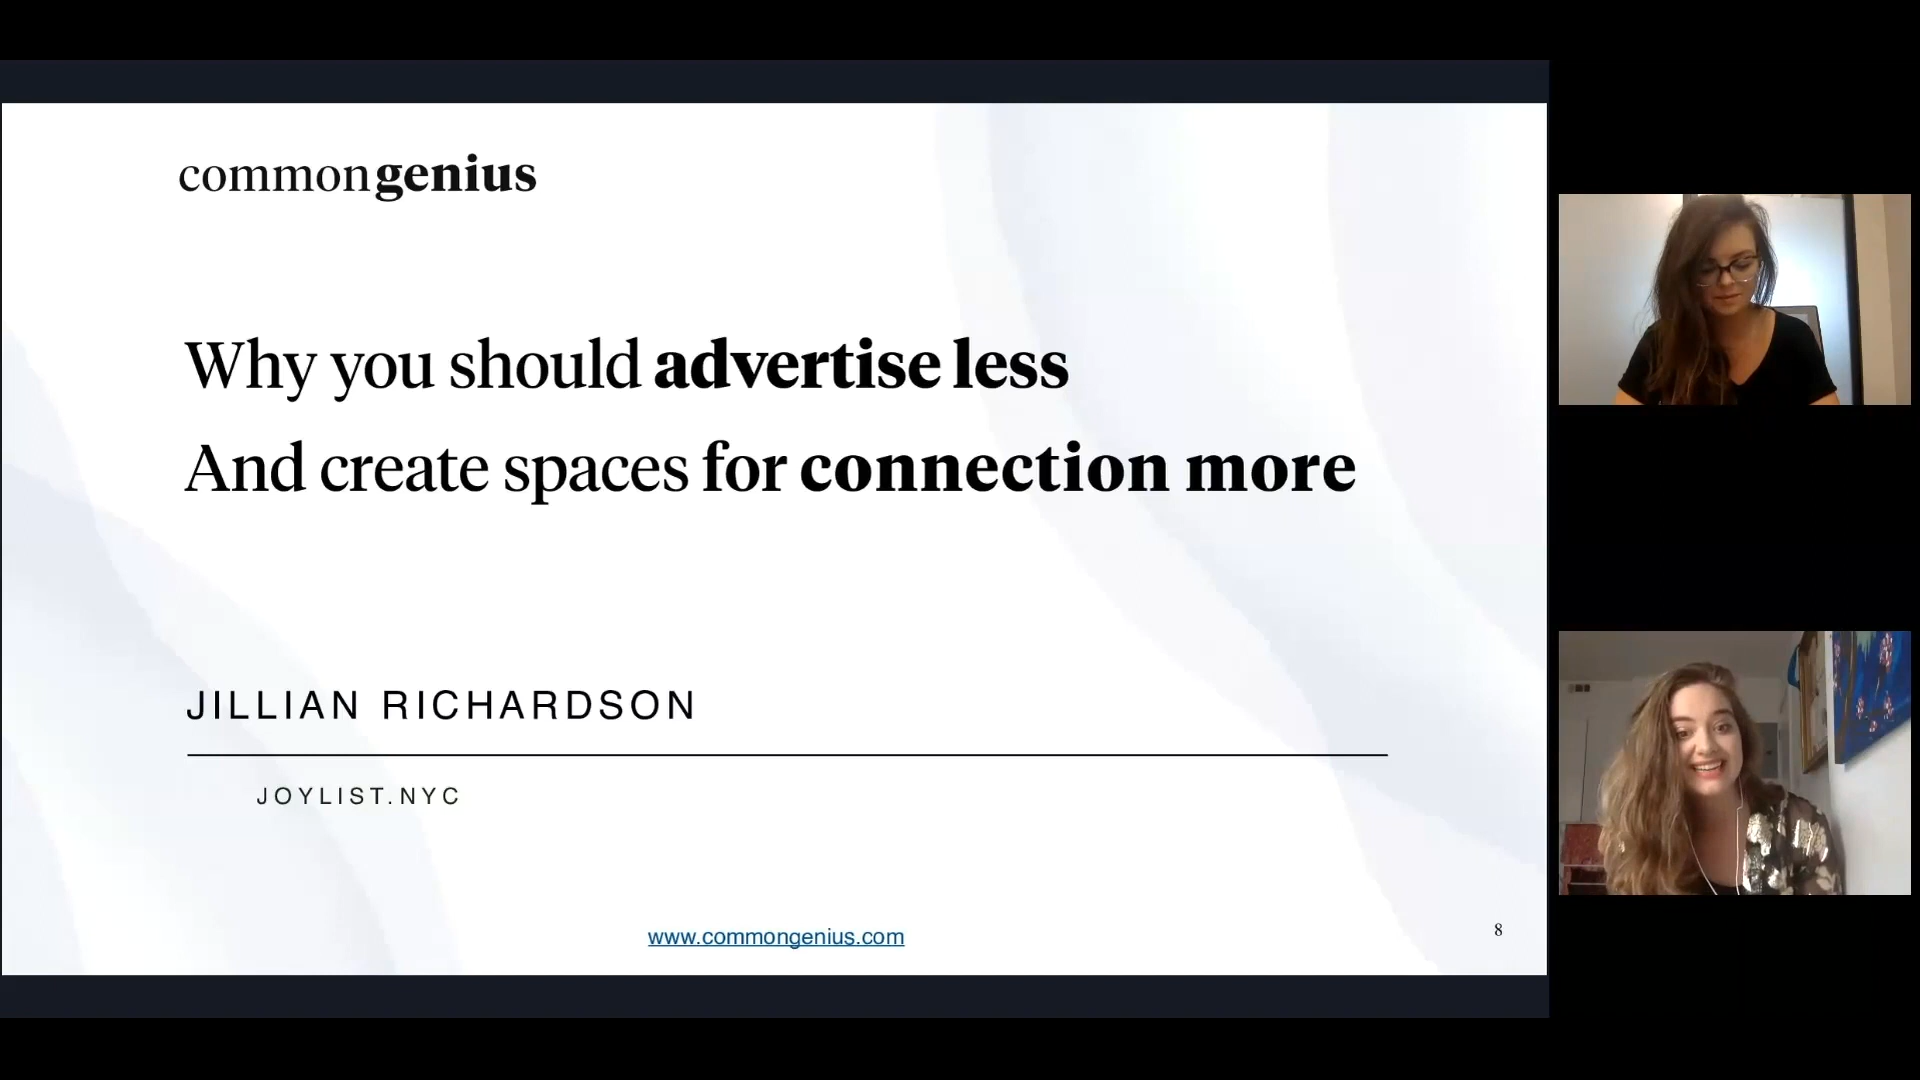 commongenius
Why you should advertise less
And create spaces for connection more
JILLIAN RICHARDSON
JOYLIST.NYC
www.commongenius.com
8